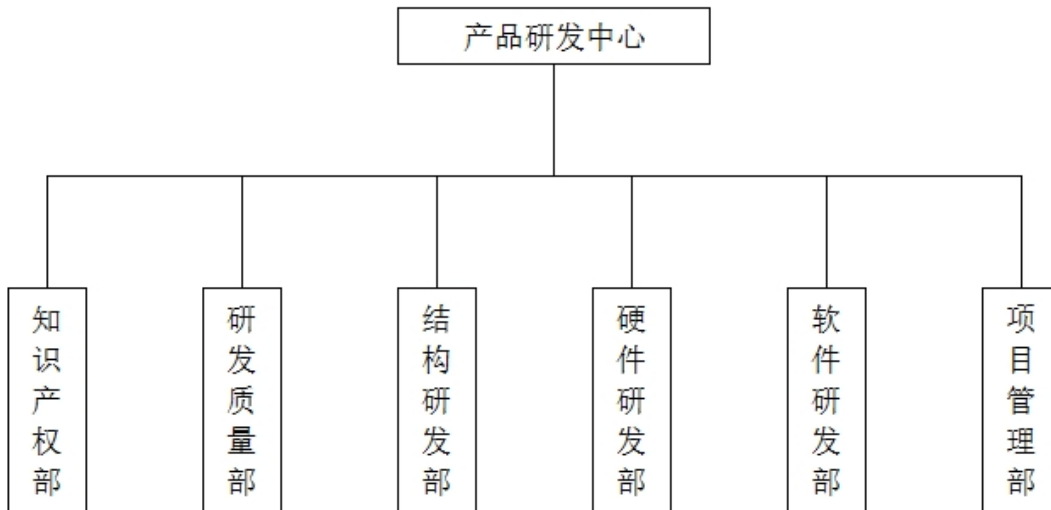 产品研发中心
知识产权部
研发质量部
结构研发部
硬件研发部
软件研发部
项目管理部